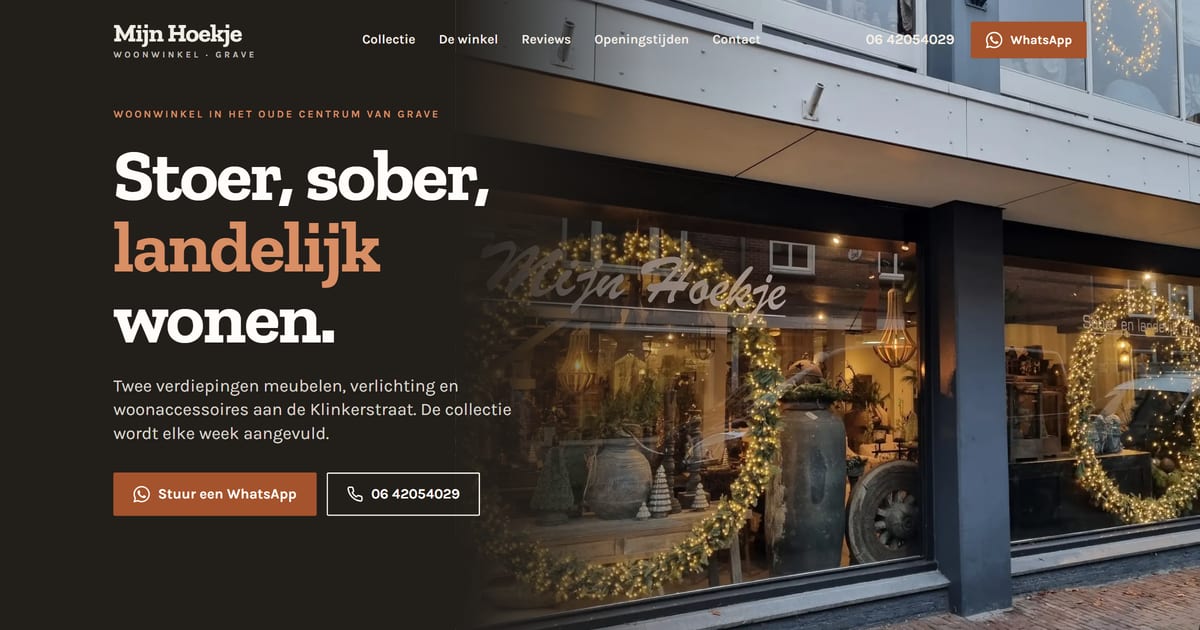 Mijn Hoekje
WOONWINKEL · GRAVE
Collectie
De winkel
Reviews
Openingstijden
Contact
06 42054029
WhatsApp
WOONWINKEL IN HET OUDE CENTRUM VAN GRAVE
Stoer, sober,
landelijk
wonen.
Twee verdiepingen meubelen, verlichting en
woonaccessoires aan de Klinkerstraat. De collectie
wordt elke week aangevuld.
Stuur een WhatsApp
06 42054029
Mijn Hoekje
en